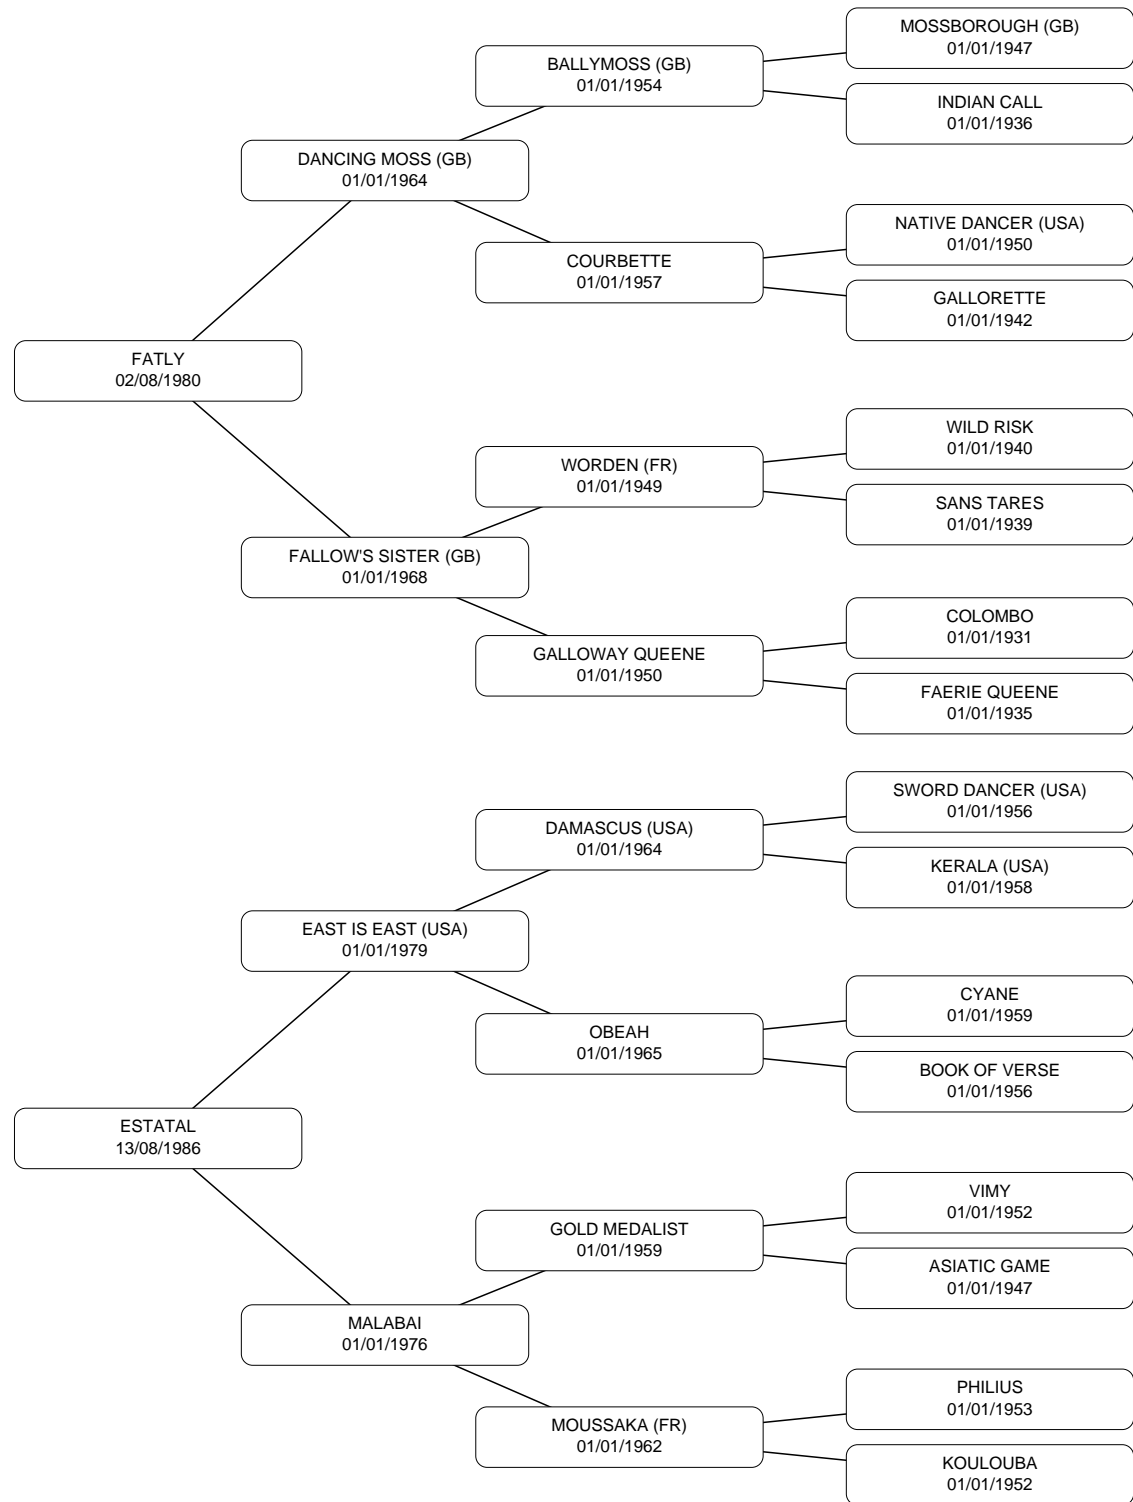 MOSSBOROUGH (GB)
01/01/1947
BALLYMOSS (GB)
01/01/1954
INDIAN CALL
01/01/1936
DANCING MOSS (GB)
01/01/1964
NATIVE DANCER (USA)
01/01/1950
COURBETTE
01/01/1957
GALLORETTE
01/01/1942
FATLY
02/08/1980
WILD RISK
01/01/1940
WORDEN (FR)
01/01/1949
SANS TARES
01/01/1939
FALLOW'S SISTER (GB)
01/01/1968
COLOMBO
01/01/1931
GALLOWAY QUEENE
01/01/1950
FAERIE QUEENE
01/01/1935
SWORD DANCER (USA)
01/01/1956
DAMASCUS (USA)
01/01/1964
KERALA (USA)
01/01/1958
EAST IS EAST (USA)
01/01/1979
CYANE
01/01/1959
OBEAH
01/01/1965
BOOK OF VERSE
01/01/1956
ESTATAL
13/08/1986
VIMY
01/01/1952
GOLD MEDALIST
01/01/1959
ASIATIC GAME
01/01/1947
MALABAI
01/01/1976
PHILIUS
01/01/1953
MOUSSAKA (FR)
01/01/1962
KOULOUBA
01/01/1952